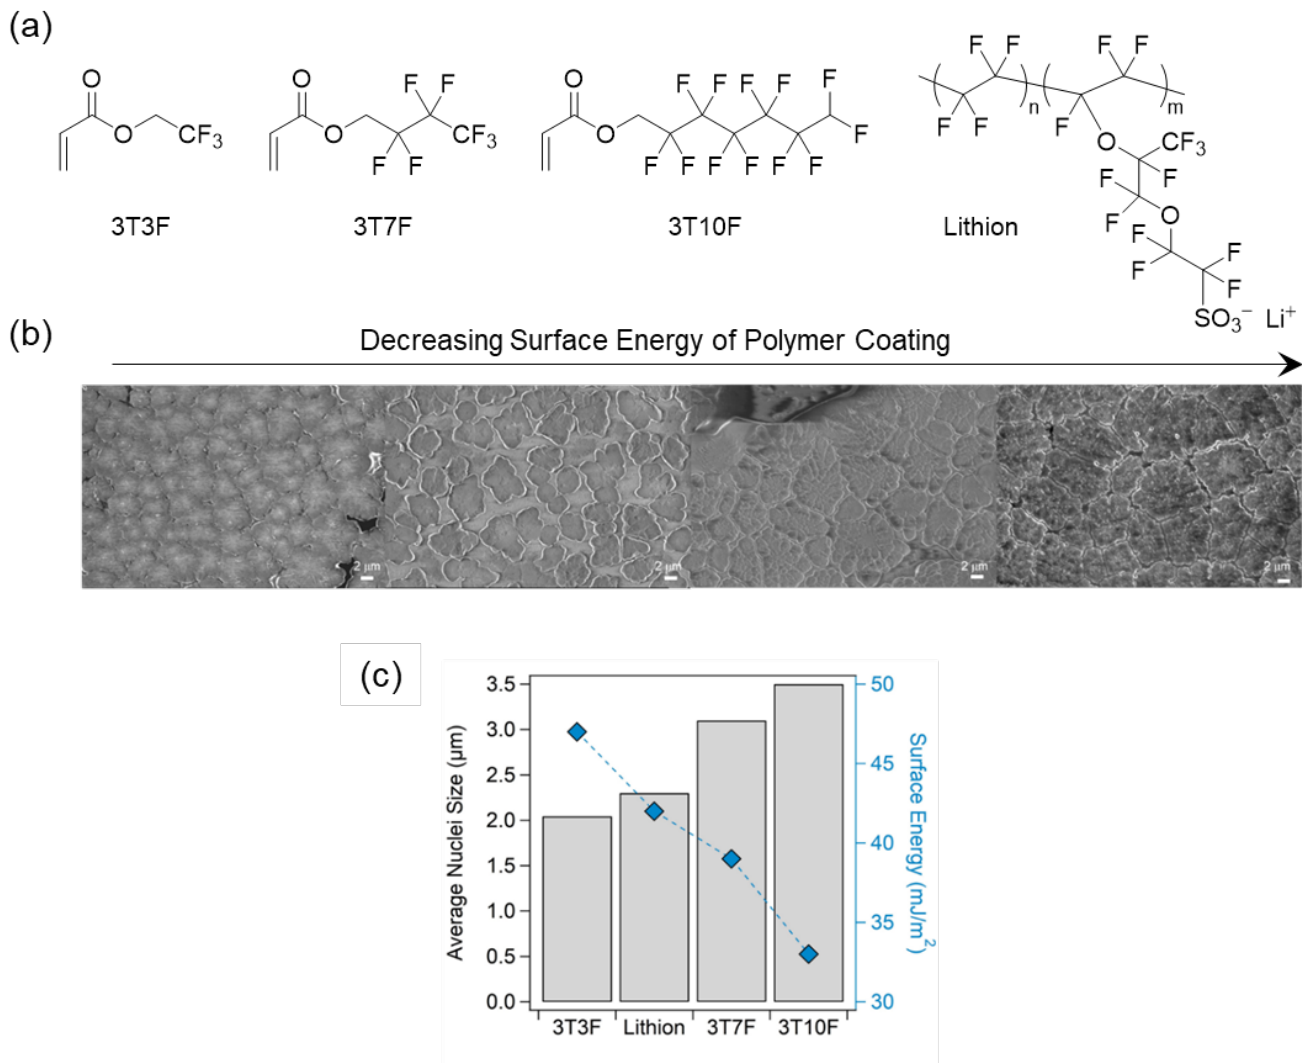 (a)
O
O
CF3
3T3F
O
O
F F
CF3
F F
3T7F
O
O
F F F F F
F
F F F F F F
3T10F
F F F F
( )n ( )m
F F F
O CF3
F F
F O
F
F F
F
SO3− Li+
Lithion
(b)
Decreasing Surface Energy of Polymer Coating
2 μm
2 μm
2 μm
2 μm
(c)
Average Nuclei Size (μm)
3.5
3.0
2.5
2.0
1.5
1.0
0.5
0.0
50
45
40
35
30
Surface Energy (mJ/m2)
3T3F Lithion 3T7F 3T10F